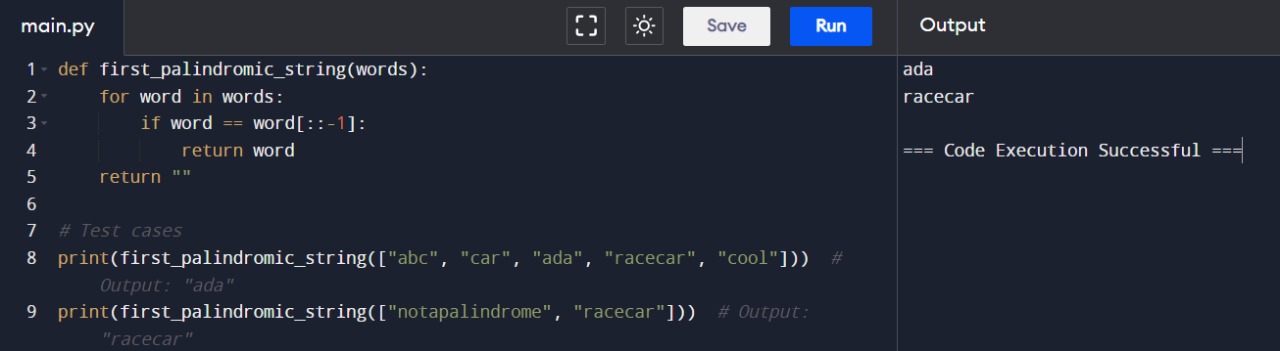 main.py
Save
Run
Output
1 def first_palindromic_string(words):
2     for word in words:
3         if word == word[::-1]:
4             return word
5     return ""
6
7 # Test cases
8 print(first_palindromic_string(["abc", "car", "ada", "racecar", "cool"]))  #
    Output: "ada"
9 print(first_palindromic_string(["notapalindrome", "racecar"]))  # Output:
    "racecar"
ada
racecar
=== Code Execution Successful ===